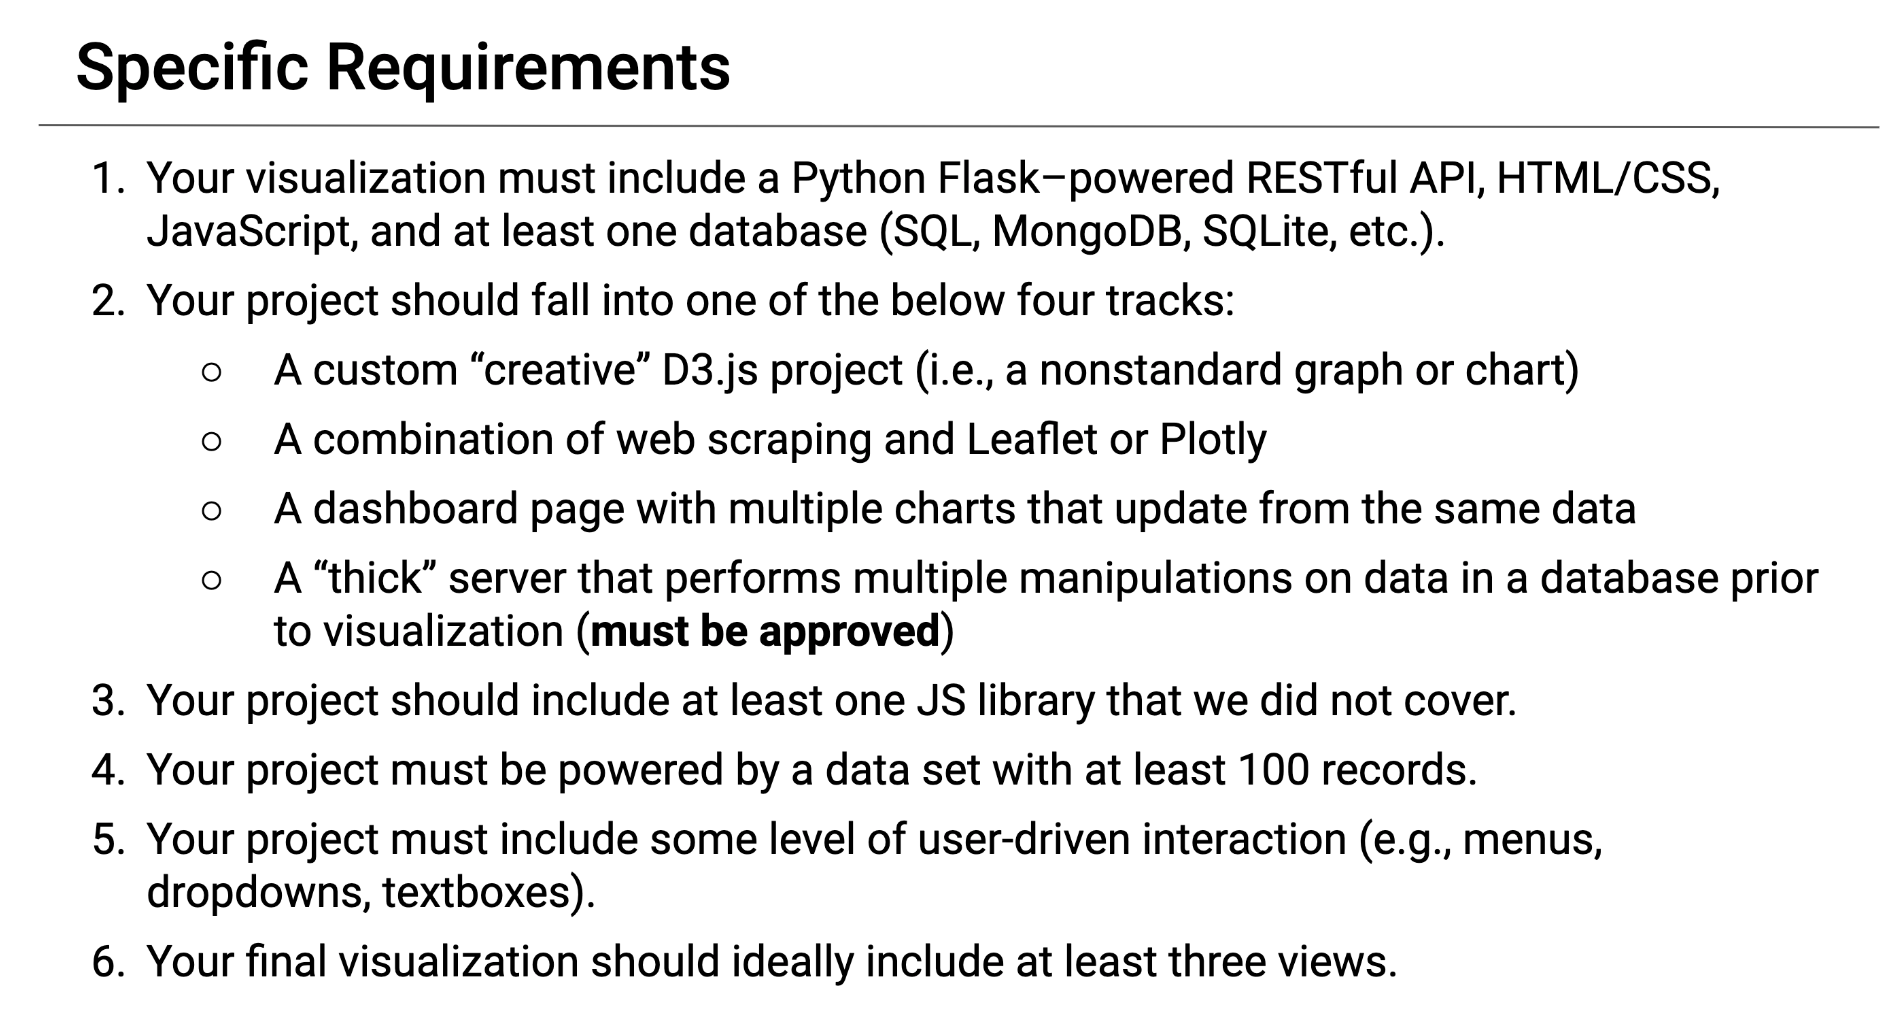 Specific Requirements
1. Your visualization must include a Python Flask–powered RESTful API, HTML/CSS,
JavaScript, and at least one database (SQL, MongoDB, SQLite, etc.).
2. Your project should fall into one of the below four tracks:
○ A custom “creative” D3.js project (i.e., a nonstandard graph or chart)
○ A combination of web scraping and Leaflet or Plotly
○ A dashboard page with multiple charts that update from the same data
○ A “thick” server that performs multiple manipulations on data in a database prior
to visualization (must be approved)
3. Your project should include at least one JS library that we did not cover.
4. Your project must be powered by a data set with at least 100 records.
5. Your project must include some level of user-driven interaction (e.g., menus,
dropdowns, textboxes).
6. Your final visualization should ideally include at least three views.